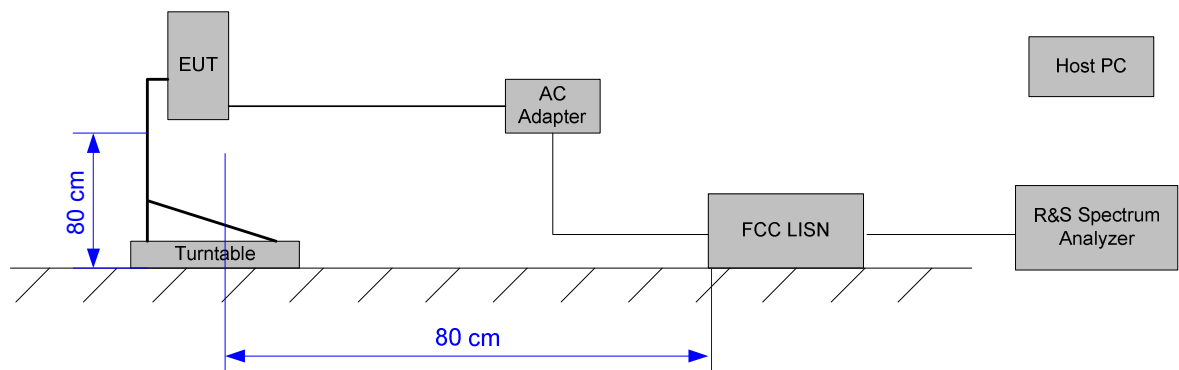 EUT
AC
Adapter
Host PC
80 cm
FCC LISN
R&S Spectrum
Analyzer
Turntable
80 cm